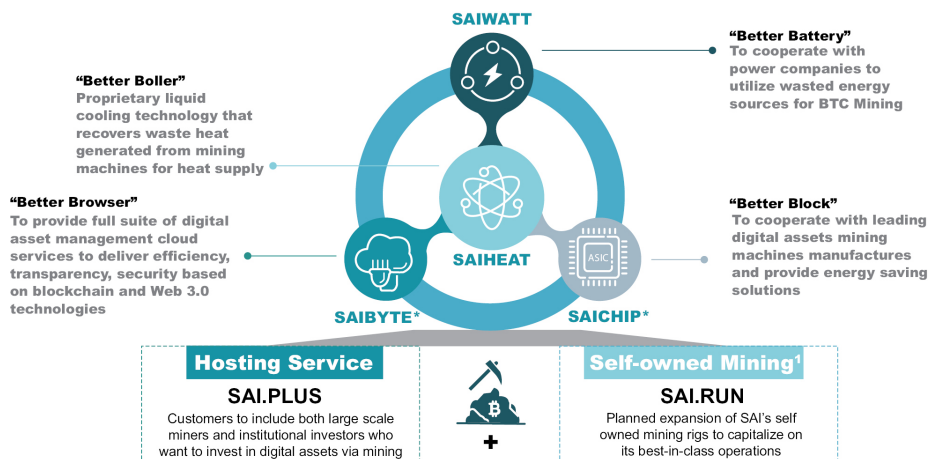 SAIWATT
“Better Battery”
To cooperate with
power companies to
utilize wasted energy
sources for BTC Mining
“Better Boller”
Proprietary liquid
cooling technology that
recovers waste heat
generated from mining
machines for heat supply
“Better Browser”
To provide full suite of digital
asset management cloud
services to deliver efficiency,
transparency, security based
on blockchain and Web 3.0
technologies
“Better Block”
To cooperate with leading
digital assets mining
machines manufactures
and provide energy saving
solutions
SAIHEAT
ASIC
SAIBYTE*
SAICHIP*
Hosting Service
SAI.PLUS
Customers to include both large scale
miners and institutional investors who
want to invest in digital assets via mining
+
Self-owned Mining¹
SAI.RUN
Planned expansion of SAI’s self
owned mining rigs to capitalize on
its best-in-class operations